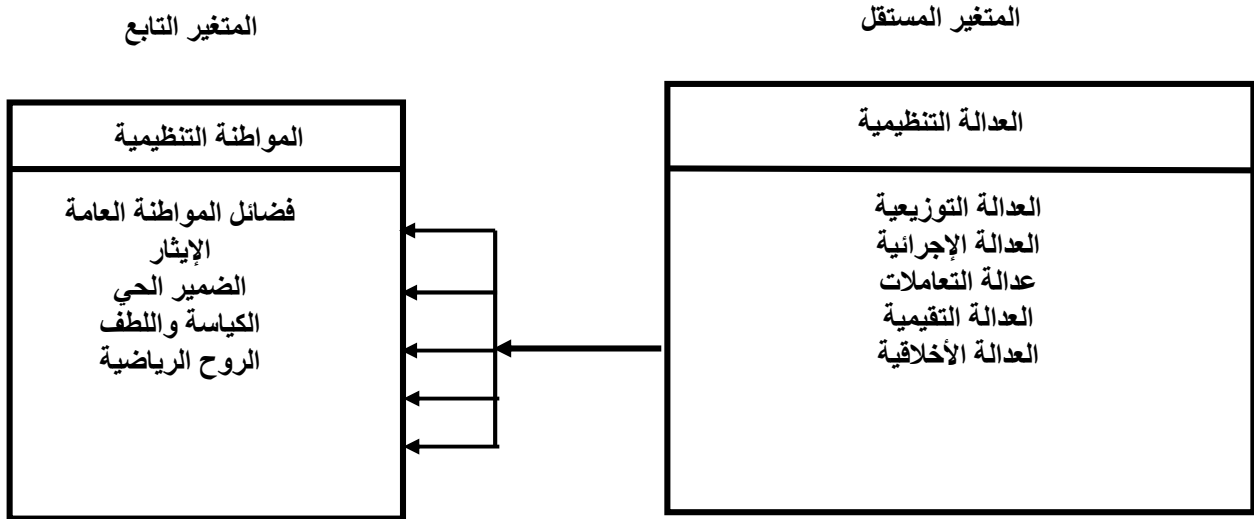 المتغير المستقل
المتغير التابع
العدالة التنظيمية
العدالة التوزيعية
العدالة الإجرائية
عدالة التعاملات
العدالة التقيمية
العدالة الأخلاقية
المواطنة التنظيمية
فضائل المواطنة العامة
الإيثار
الضمير الحي
الكياسة واللطف
الروح الرياضية